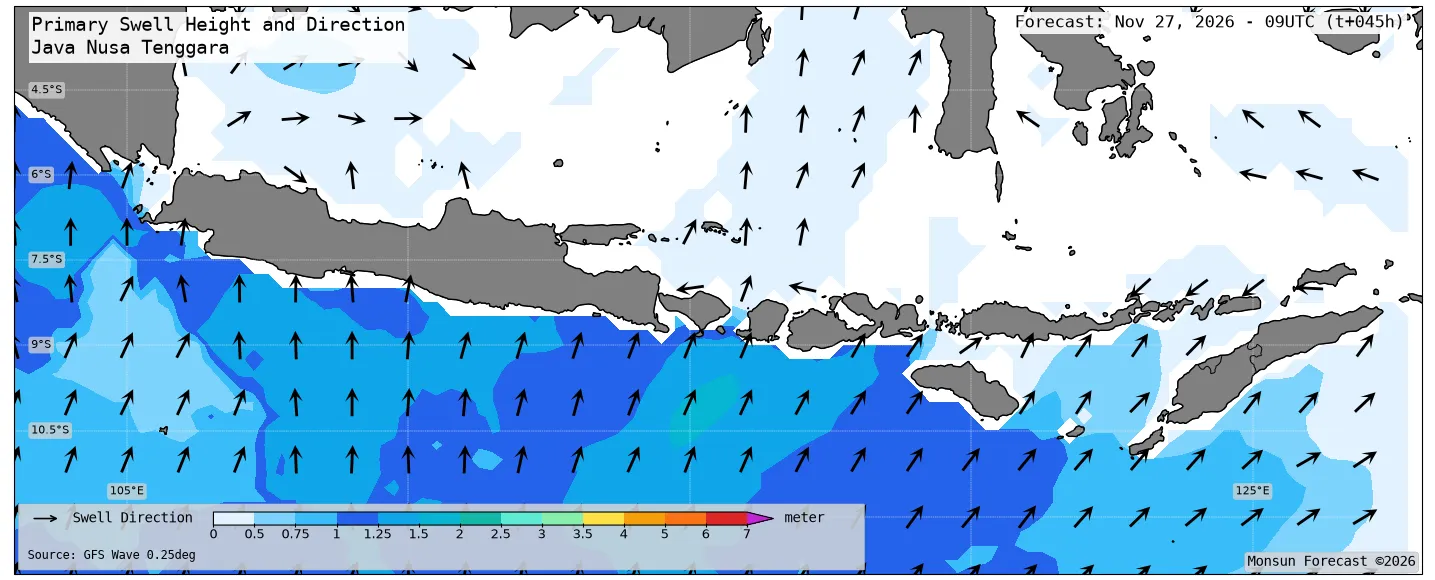 Primary Swell Height and Direction
Java Nusa Tenggara
Forecast: Nov 27, 2026 - 09UTC (t+045h)
4.5°S
6°S
7.5°S
9°S
10.5°S
105°E
125°E
Swell Direction
0 0.5 0.75 1 1.25 1.5 2 2.5 3 3.5 4 5 6 7
meter
Source: GFS Wave 0.25deg
Monsun Forecast ©2026